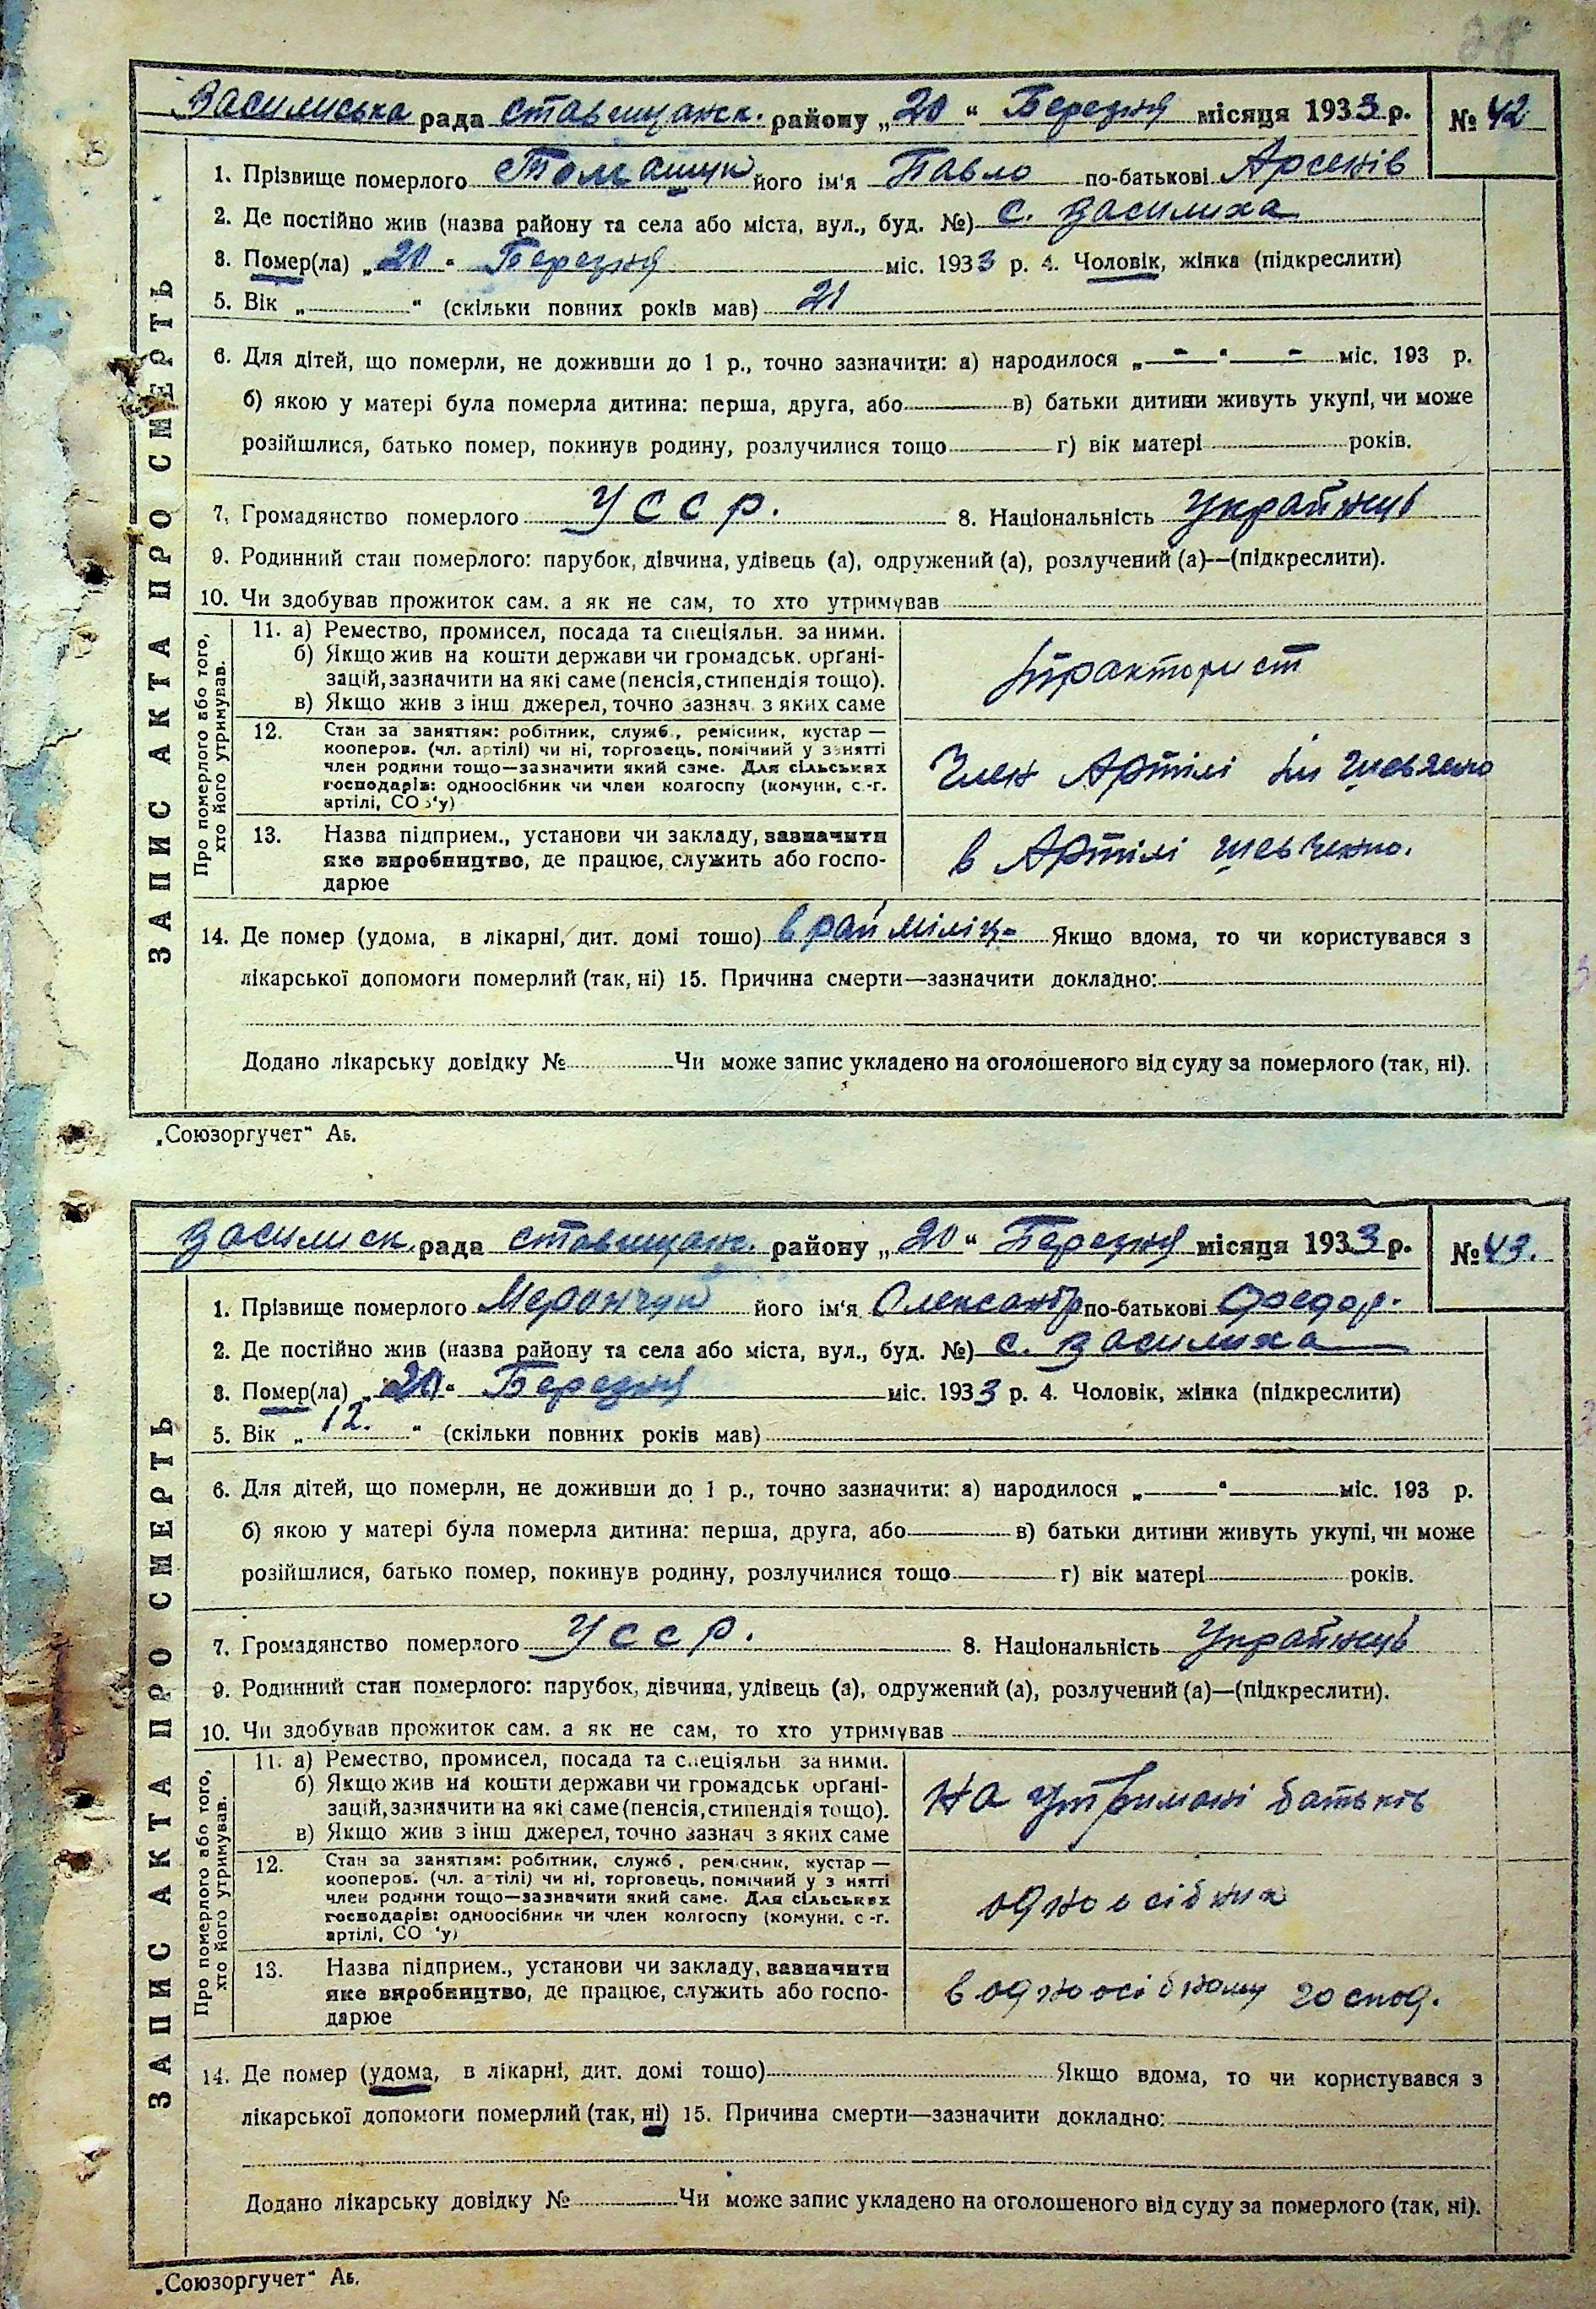 Василиська рада ставищанск. району „20“ Березня місяця 1933 р. № 42
1. Прізвище померлого Томащук його ім'я Павло по-батькові Арсенів
2. Де постійно жив (назва району та села або міста, вул., буд. №) С. Василиха
3. Помер(ла) „20“ Березня міс. 1933 р. 4. Чоловік, жінка (підкреслити)
5. Вік „ “ (скільки повних років мав) 21
6. Для дітей, що померли, не доживши до 1 р., точно зазначити: а) народилося „ “ міс. 193 р.
б) якою у матері була померла дитина: перша, друга, або в) батьки дитини живуть укупі, чи може
розійшлися, батько помер, покинув родину, розлучилися тощо г) вік матері років.
7. Громадянство померлого УССР. 8. Національність Українець
9. Родинний стан померлого: парубок, дівчина, удівець (а), одружений (а), розлучений (а)—(підкреслити).
10. Чи здобував прожиток сам. а як не сам, то хто утримував
11. а) Ремество, промисел, посада та спеціяльн. за ними.
б) Якщо жив на кошти держави чи громадськ. органі-
зацій, зазначити на які саме (пенсія, стипендія тощо).
в) Якщо жив з інш джерел, точно зазнач. з яких саме
тракторист
12. Стан за заняттям: робітник, служб., ремісник, кустар —
кооперов. (чл. артілі) чи ні, торговець, помічний у занятті
член родини тощо—зазначити який саме. Для сільських
господарів: одноосібник чи член колгоспу (комуни, с.-г.
артілі, СОЗ'у)
Член Артілі ім Шевченко
13. Назва підприєм., установи чи закладу, зазначити
яке виробництво, де працює, служить або госпо-
дарює
в Артілі Шевченко.
Про померлого або того,
хто його утримував.
14. Де помер (удома, в лікарні, дит. домі тощо) в рай міліц- Якщо вдома, то чи користувався з
лікарської допомоги померлий (так, ні) 15. Причина смерти—зазначити докладно:
Додано лікарську довідку № Чи може запис укладено на оголошеного від суду за померлого (так, ні).
ЗАПИС АКТА ПРО СМЕРТЬ
„Союзоргучет“ Аб.
Василиск. рада ставищанк. району „20“ Березня місяця 1933 р. № 43.
1. Прізвище померлого Мерончук його ім'я Олександр по-батькові Федор.
2. Де постійно жив (назва району та села або міста, вул., буд. №) С. Василиха
3. Помер(ла) „20“ Березня міс. 1933 р. 4. Чоловік, жінка (підкреслити)
5. Вік „12.“ (скільки повних років мав)
6. Для дітей, що померли, не доживши до 1 р., точно зазначити: а) народилося „ “ міс. 193 р.
б) якою у матері була померла дитина: перша, друга, або в) батьки дитини живуть укупі, чи може
розійшлися, батько помер, покинув родину, розлучилися тощо г) вік матері років.
7. Громадянство померлого УССР. 8. Національність Українець
9. Родинний стан померлого: парубок, дівчина, удівець (а), одружений (а), розлучений (а)—(підкреслити).
10. Чи здобував прожиток сам. а як не сам, то хто утримував
11. а) Ремество, промисел, посада та спеціяльн за ними.
б) Якщо жив на кошти держави чи громадськ органі-
зацій, зазначити на які саме (пенсія, стипендія тощо).
в) Якщо жив з інш джерел, точно зазнач з яких саме
на утримані батьків
12. Стан за заняттям: робітник, служб., ремісник, кустар —
кооперов. (чл. артілі) чи ні, торговець, помічний у занятті
член родини тощо—зазначити який саме. Для сільських
господарів: одноосібник чи член колгоспу (комуни, с-г.
артілі, СОЗ'у)
одноосібник
13. Назва підприєм., установи чи закладу, зазначити
яке виробництво, де працює, служить або госпо-
дарює
в одноосібному господ.
Про померлого або того,
хто його утримував.
14. Де помер (удома, в лікарні, дит. домі тощо) Якщо вдома, то чи користувався з
лікарської допомоги померлий (так, ні) 15. Причина смерти—зазначити докладно:
Додано лікарську довідку № Чи може запис укладено на оголошеного від суду за померлого (так, ні).
ЗАПИС АКТА ПРО СМЕРТЬ
„Союзоргучет“ Аб.